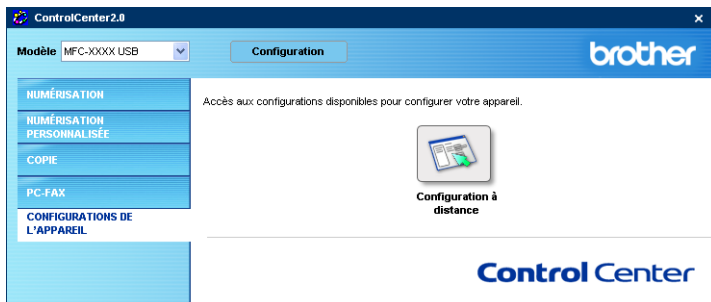 ControlCenter2.0
Modèle MFC-XXXX USB
Configuration
brother
NUMÉRISATION
NUMÉRISATION
PERSONNALISÉE
COPIE
PC-FAX
CONFIGURATIONS DE
L'APPAREIL
Accès aux configurations disponibles pour configurer votre appareil.
Configuration à
distance
Control Center